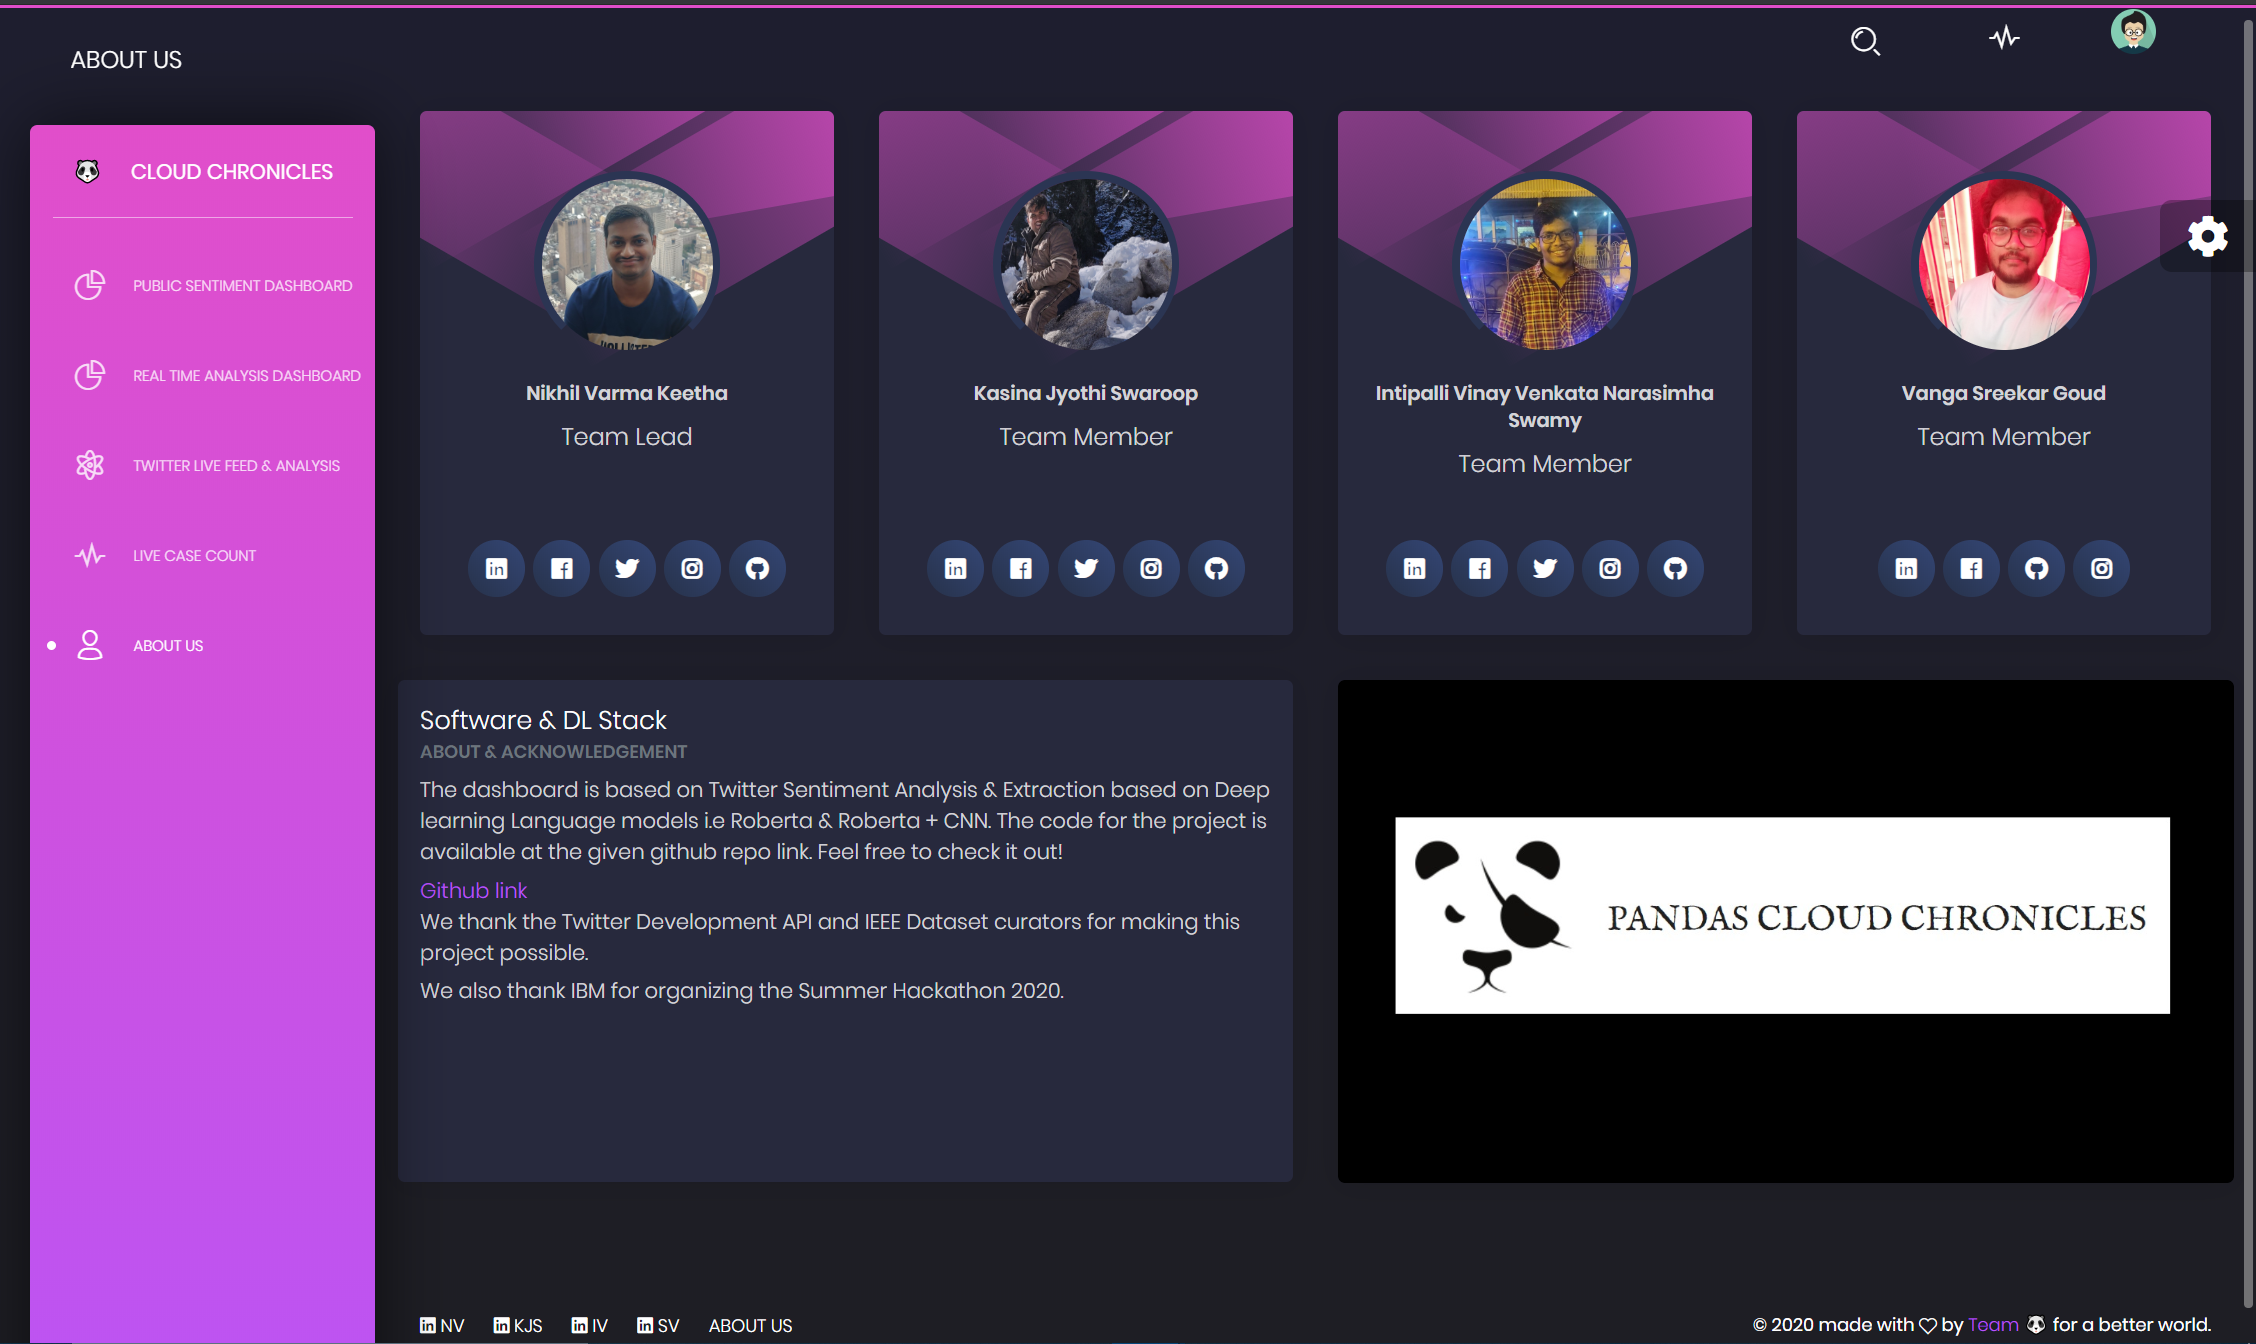 ABOUT US
CLOUD CHRONICLES
PUBLIC SENTIMENT DASHBOARD
REAL TIME ANALYSIS DASHBOARD
TWITTER LIVE FEED & ANALYSIS
LIVE CASE COUNT
ABOUT US
Nikhil Varma Keetha
Team Lead
Kasina Jyothi Swaroop
Team Member
Intipalli Vinay Venkata Narasimha
Swamy
Team Member
Vanga Sreekar Goud
Team Member
Software & DL Stack
ABOUT & ACKNOWLEDGEMENT
The dashboard is based on Twitter Sentiment Analysis & Extraction based on Deep
learning Language models i.e Roberta & Roberta + CNN. The code for the project is
available at the given github repo link. Feel free to check it out!
Github link
We thank the Twitter Development API and IEEE Dataset curators for making this
project possible.
We also thank IBM for organizing the Summer Hackathon 2020.
PANDAS CLOUD CHRONICLES
NV KJS IV SV ABOUT US
© 2020 made with by Team for a better world.